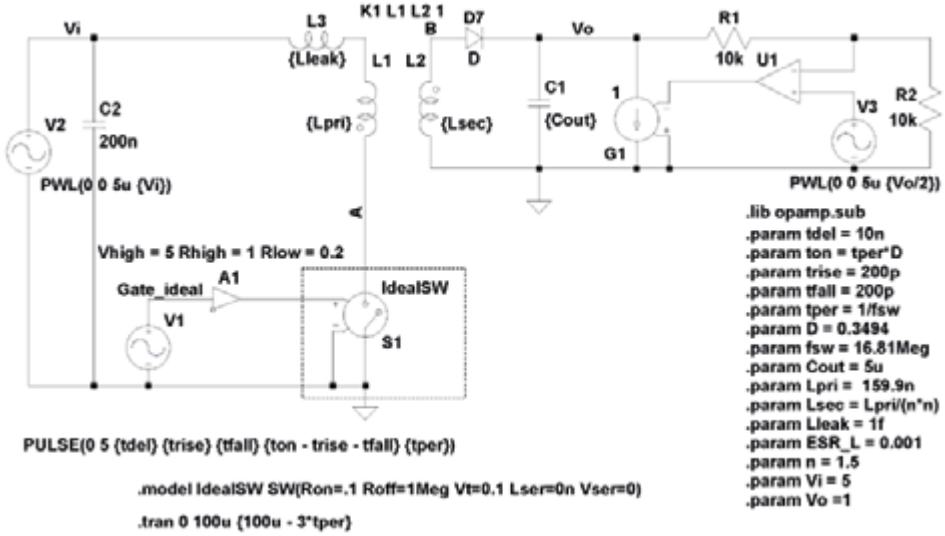 K1 L1 L2 1
Vi
L3
{Lleak}
L1
L2
B
D7
D
Vo
R1
10k
U1
C2
200n
V2
{Lpri}
{Lsec}
C1
{Cout}
1
G1
V3
R2
10k
PWL(0 0 5u {Vi})
PWL(0 0 5u {Vo/2})
A
Vhigh = 5 Rhigh = 1 Rlow = 0.2
A1
Gate_ideal
V1
IdealSW
S1
PULSE(0 5 {tdel} {trise} {tfall} {ton - trise - tfall} {tper})
.model IdealSW SW(Ron=.1 Roff=1Meg Vt=0.1 Lser=0n Vser=0)
.tran 0 100u {100u - 3*tper}
.lib opamp.sub
.param tdel = 10n
.param ton = tper*D
.param trise = 200p
.param tfall = 200p
.param tper = 1/fsw
.param D = 0.3494
.param fsw = 16.81Meg
.param Cout = 5u
.param Lpri = 159.9n
.param Lsec = Lpri/(n*n)
.param Lleak = 1f
.param ESR_L = 0.001
.param n = 1.5
.param Vi = 5
.param Vo =1